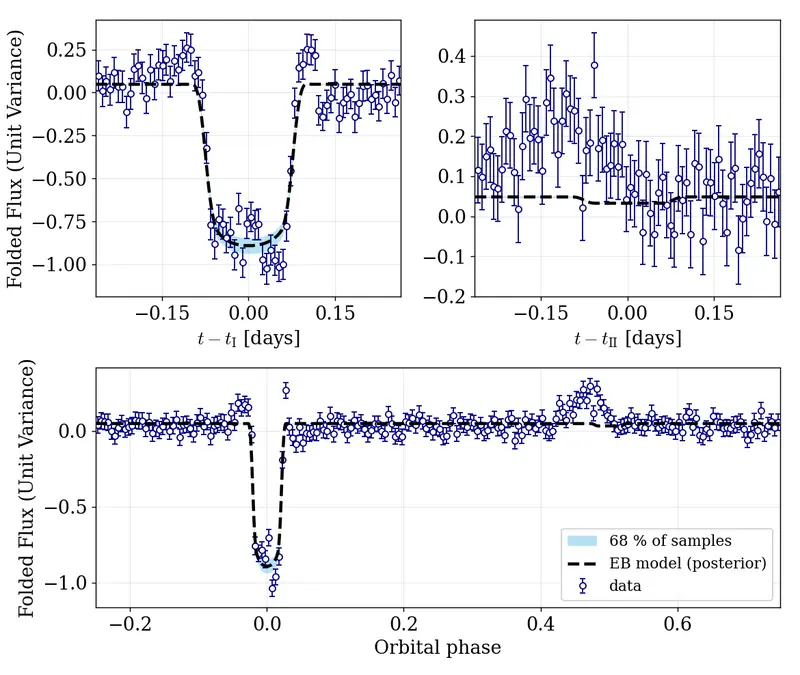 Folded Flux (Unit Variance)
0.25
0.00
−0.25
−0.50
−0.75
−1.00
−0.15 0.00 0.15
t − t_I [days]
0.4
0.3
0.2
0.1
0.0
−0.1
−0.2
−0.15 0.00 0.15
t − t_II [days]
Folded Flux (Unit Variance)
0.0
−0.5
−1.0
68 % of samples
EB model (posterior)
data
−0.2 0.0 0.2 0.4 0.6
Orbital phase